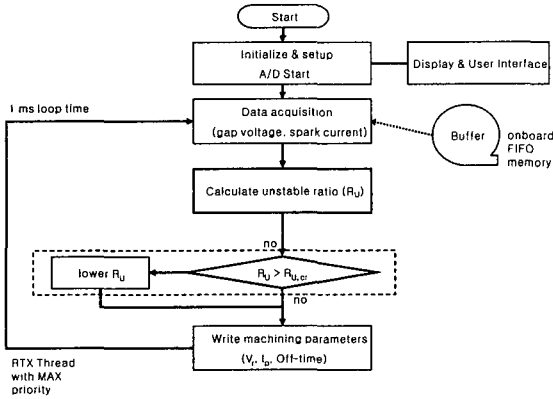 Start
Initialize & setup
A/D Start
Display & User Interface
1 ms loop time
Data acquisition
(gap voltage, spark current)
Buffer
onboard
FIFO
memory
Calculate unstable ratio (RU)
no
lower RU
RU > RU,cr
no
Write machining parameters
(Vr, Ip, Off-time)
RTX Thread
with MAX
priority